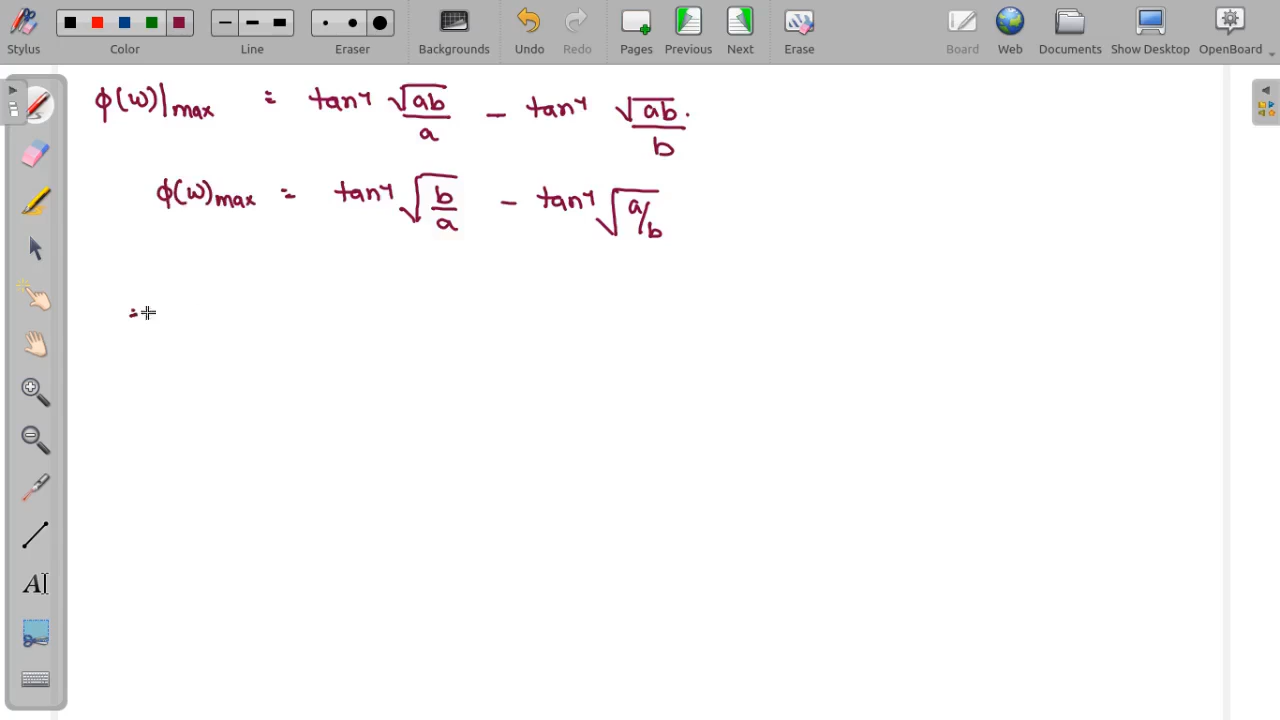 Stylus Color Line Eraser Backgrounds Undo Redo Pages Previous Next Erase Board Web Documents Show Desktop OpenBoard
ϕ(ω)|max = tan⁻¹ √ab/a - tan⁻¹ √ab/b.
ϕ(ω)max = tan⁻¹ √(b/a) - tan⁻¹ √(a/b)
=